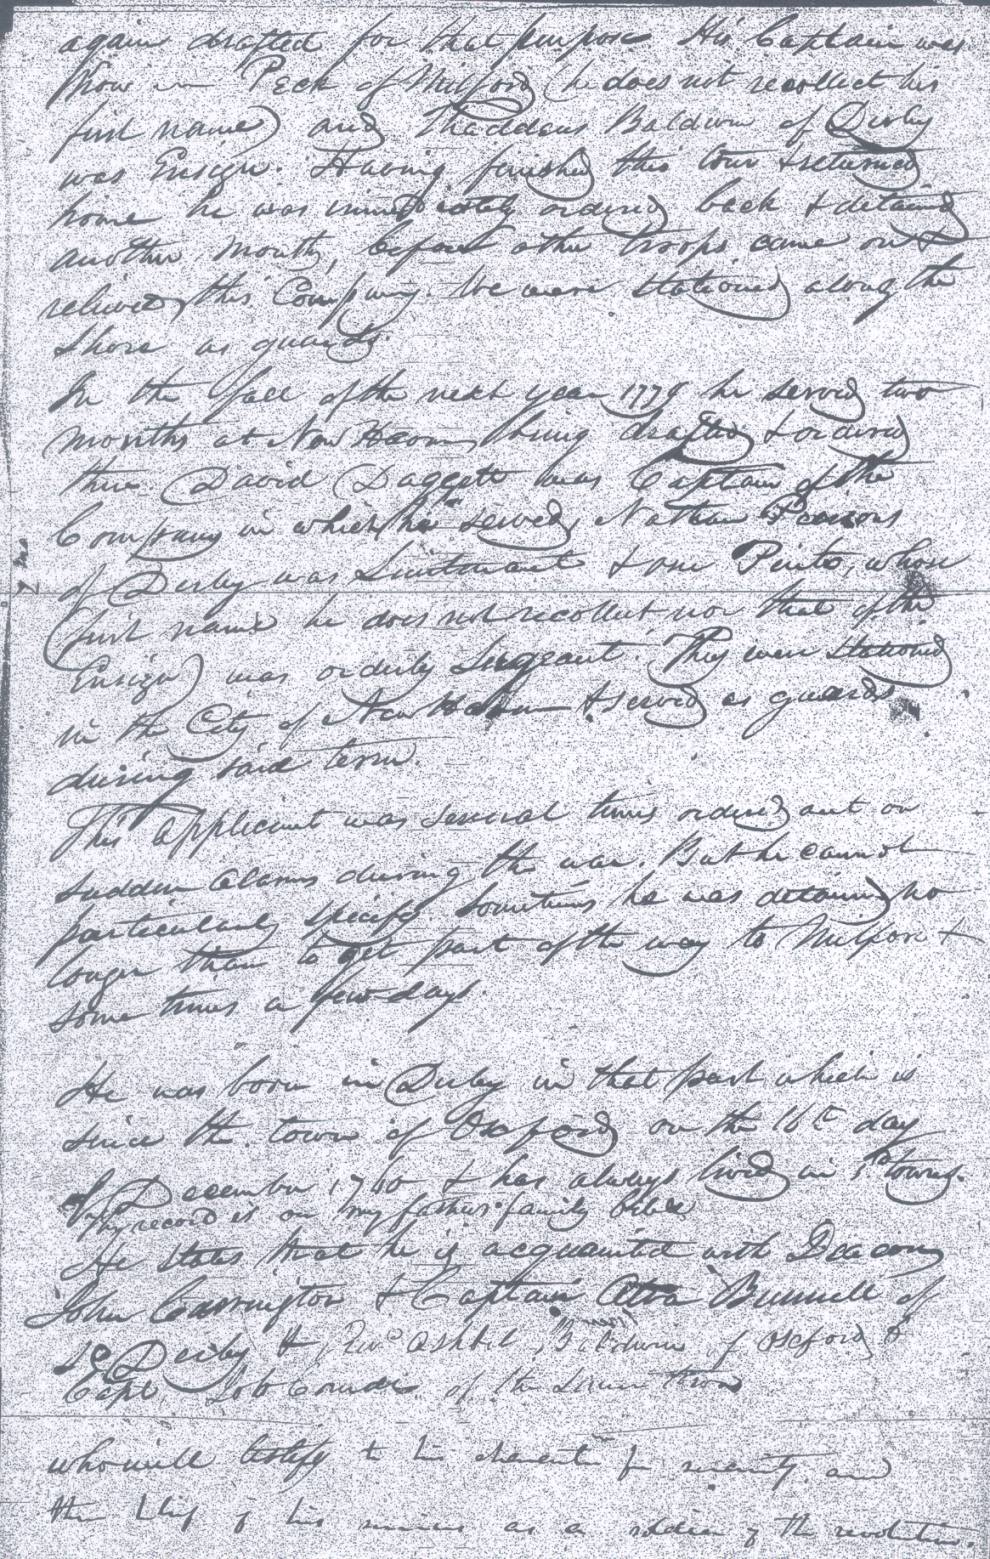 again drafted for that purpose His Captain was
Peck of Milford (he does not recollect his
first name) and Thaddeus Baldwin of Derby
was Ensign. Having finished this tour & returned
home he was immediately ordered back & detained
another month, before other troops came on &
relieved this Company. We were stationed along the
Shore as guards.
In the fall of the next year 1779 he served two
months at New Haven, being drafted & ordered
there. David Daggett was Captain of the
Company in which he served, Nathan Pearsons
of Derby was Lieutenant & one Pinto, whose
(first name he does not recollect nor that of the
Ensign) was orderly Sergeant. They were stationed
in the City of New Haven & served as guards
during said term.
This applicant was several times ordered out on
sudden alarms during the war. But he cannot
particularly specify. Sometimes he was detained no
longer than to get part of the way to Milford &
some times a few days.
He was born in Derby in that part which is
since the town of Oxford on the 16th day
of December 1760 & has always lived in sd towns.
My record is on my father's family bible
He states that he is acquainted with Deacon
John Carrington & Captain Bunnell of
sd Derby & Revd Ashbel Baldwin of Oxford &
Capt of the same town
who will testify to his character for veracity and
the belief of his services as a soldier of the revolution.